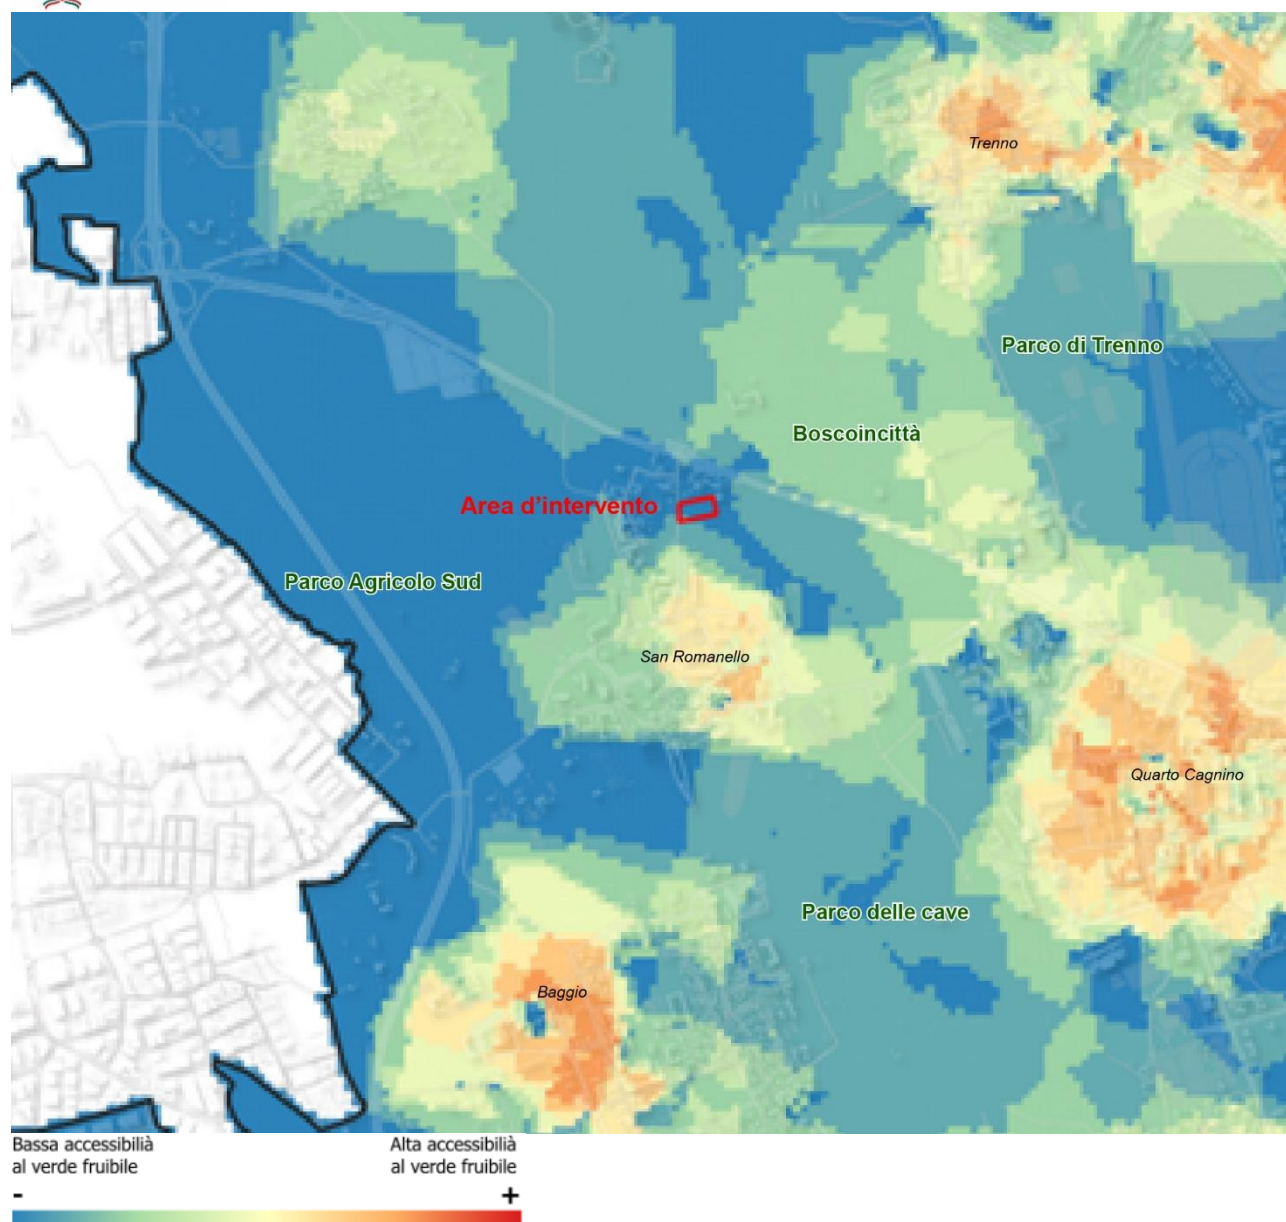 Trenno
Parco di Trenno
Boscoincittà
Area d'intervento
Parco Agricolo Sud
San Romanello
Quarto Cagnino
Parco delle cave
Baggio
Bassa accessibilià
al verde fruibile
Alta accessibilià
al verde fruibile
-
+